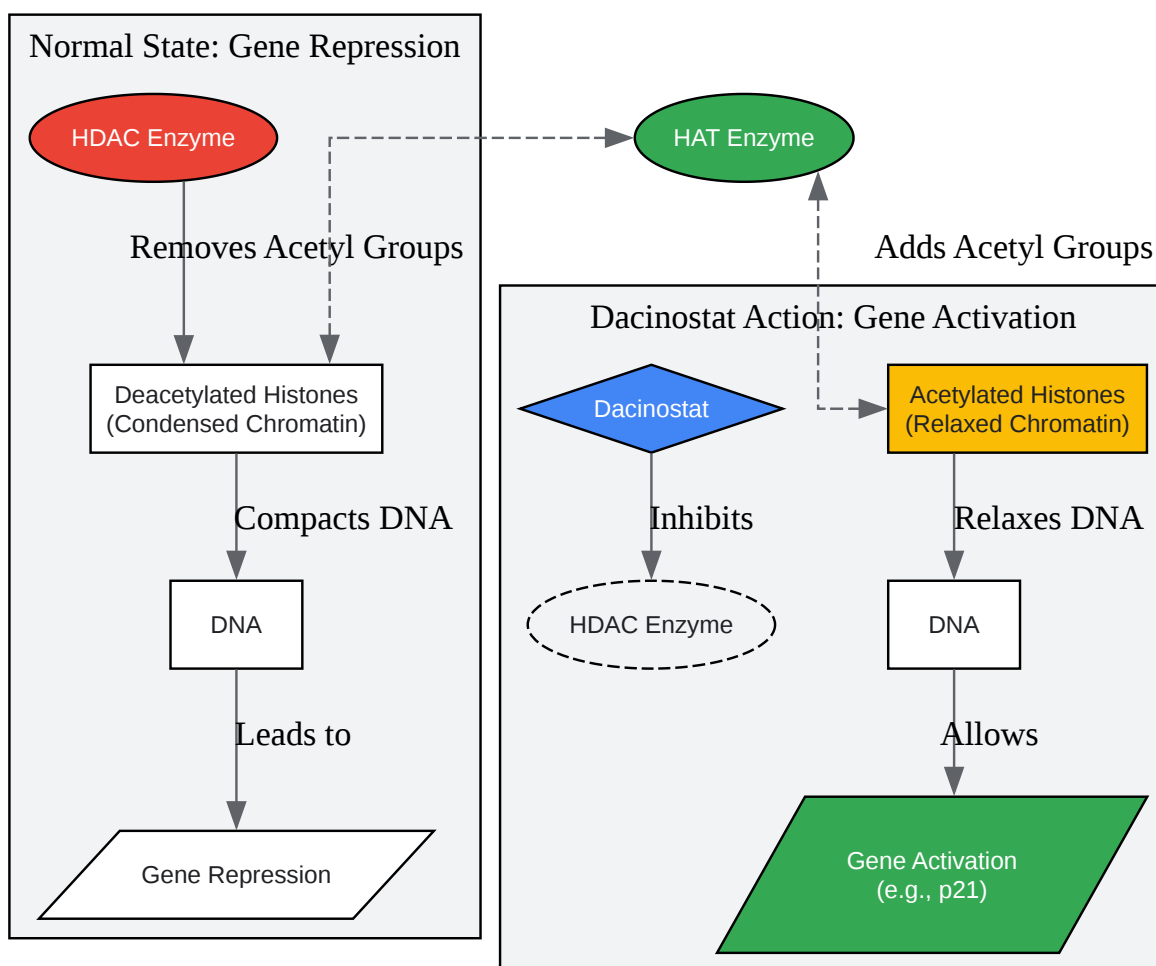 Normal State: Gene Repression
HDAC Enzyme
HAT Enzyme
Removes Acetyl Groups
Adds Acetyl Groups
Dacinostat Action: Gene Activation
Deacetylated Histones
(Condensed Chromatin)
Dacinostat
Acetylated Histones
(Relaxed Chromatin)
Compacts DNA
Inhibits
Relaxes DNA
DNA
HDAC Enzyme
DNA
Leads to
Allows
Gene Repression
Gene Activation
(e.g., p21)